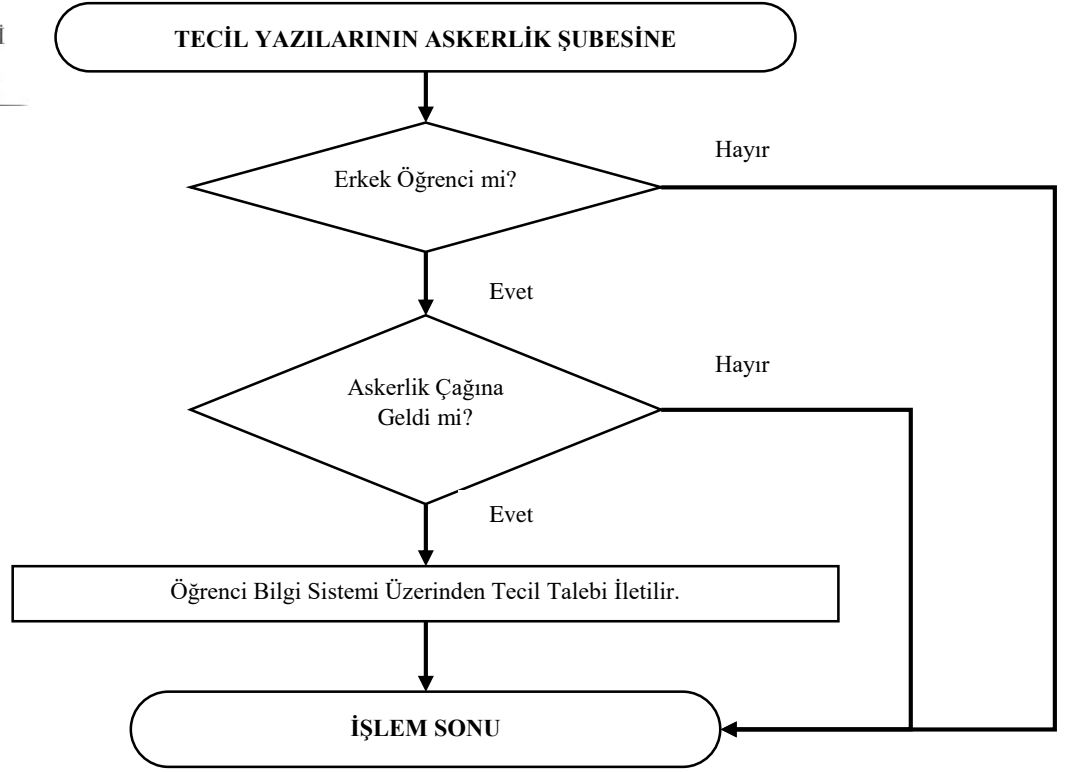 İ
TECİL YAZILARININ ASKERLİK ŞUBESİNE
Hayır
Erkek Öğrenci mi?
Evet
Hayır
Askerlik Çağına
Geldi mi?
Evet
Öğrenci Bilgi Sistemi Üzerinden Tecil Talebi İletilir.
İŞLEM SONU